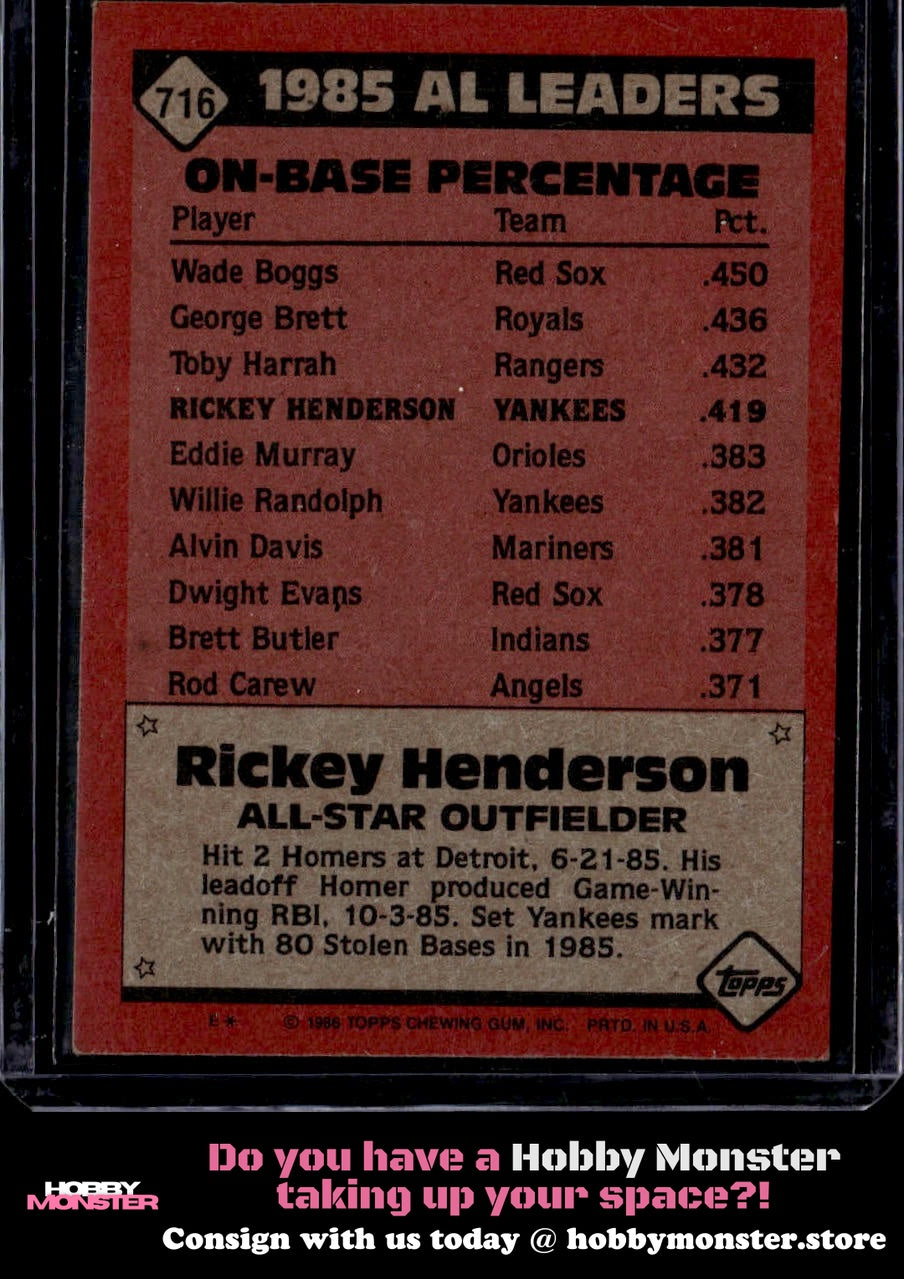 716
1985 AL LEADERS
ON-BASE PERCENTAGE
Player Team Pct.
Wade Boggs Red Sox .450
George Brett Royals .436
Toby Harrah Rangers .432
RICKEY HENDERSON YANKEES .419
Eddie Murray Orioles .383
Willie Randolph Yankees .382
Alvin Davis Mariners .381
Dwight Evans Red Sox .378
Brett Butler Indians .377
Rod Carew Angels .371
Rickey Henderson
ALL-STAR OUTFIELDER
Hit 2 Homers at Detroit, 6-21-85. His
leadoff Homer produced Game-Win-
ning RBI, 10-3-85. Set Yankees mark
with 80 Stolen Bases in 1985.
Topps
E* © 1986 TOPPS CHEWING GUM, INC. PRTD. IN U.S.A.
HOBBY
MONSTER
Do you have a Hobby Monster
taking up your space?!
Consign with us today @ hobbymonster.store